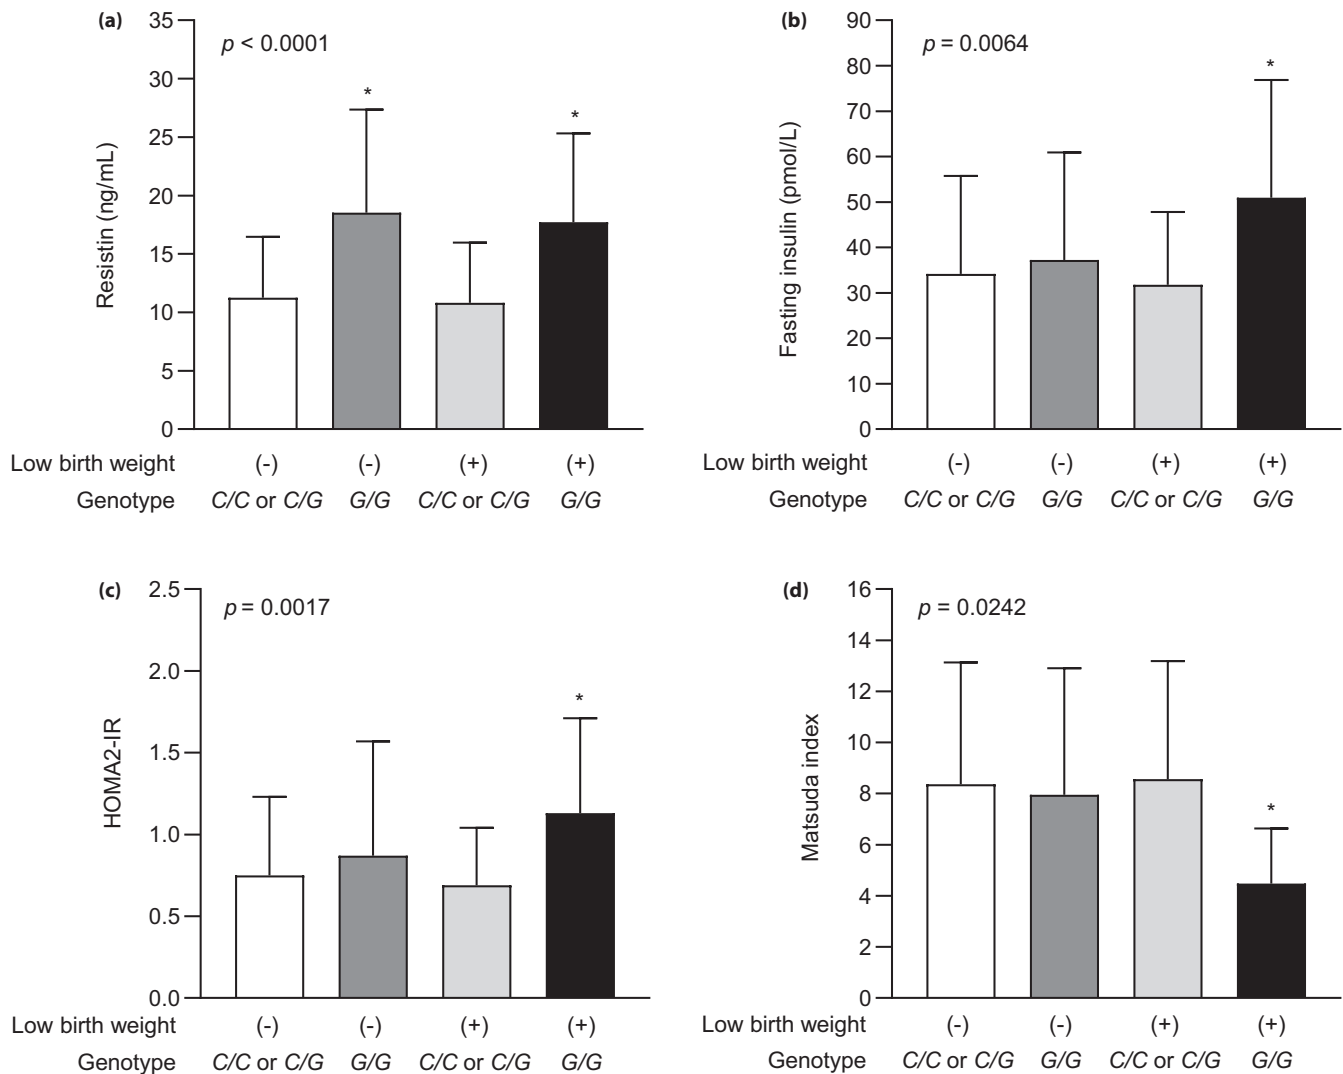 (a)
p < 0.0001
Resistin (ng/mL)
35
30
25
20
15
10
5
0
*
*
Low birth weight (-) (-) (+) (+)
Genotype C/C or C/G G/G C/C or C/G G/G
(b)
p = 0.0064
Fasting insulin (pmol/L)
90
80
70
60
50
40
30
20
10
0
*
Low birth weight (-) (-) (+) (+)
Genotype C/C or C/G G/G C/C or C/G G/G
(c)
p = 0.0017
HOMA2-IR
2.5
2.0
1.5
1.0
0.5
0.0
*
Low birth weight (-) (-) (+) (+)
Genotype C/C or C/G G/G C/C or C/G G/G
(d)
p = 0.0242
Matsuda index
16
14
12
10
8
6
4
2
0
*
Low birth weight (-) (-) (+) (+)
Genotype C/C or C/G G/G C/C or C/G G/G